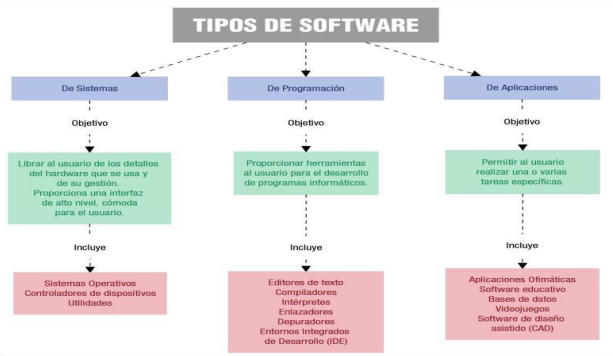 TIPOS DE SOFTWARE
De Sistemas
Objetivo
Librar al usuario de los detalles
del hardware que se usa y
de su gestión.
Proporciona una interfaz
de alto nivel, cómoda
para el usuario.
Incluye
Sistemas Operativos
Controladores de dispositivos
Utilidades
De Programación
Objetivo
Proporcionar herramientas
al usuario para el desarrollo
de programas informáticos.
Incluye
Editores de texto
Compiladores
Intérpretes
Enlazadores
Depuradores
Entornos Integrados
de Desarrollo (IDE)
De Aplicaciones
Objetivo
Permitir al usuario
realizar una o varias
tareas específicas.
Incluye
Aplicaciones Ofimáticas
Software educativo
Bases de datos
Videojuegos
Software de diseño
asistido (CAD)